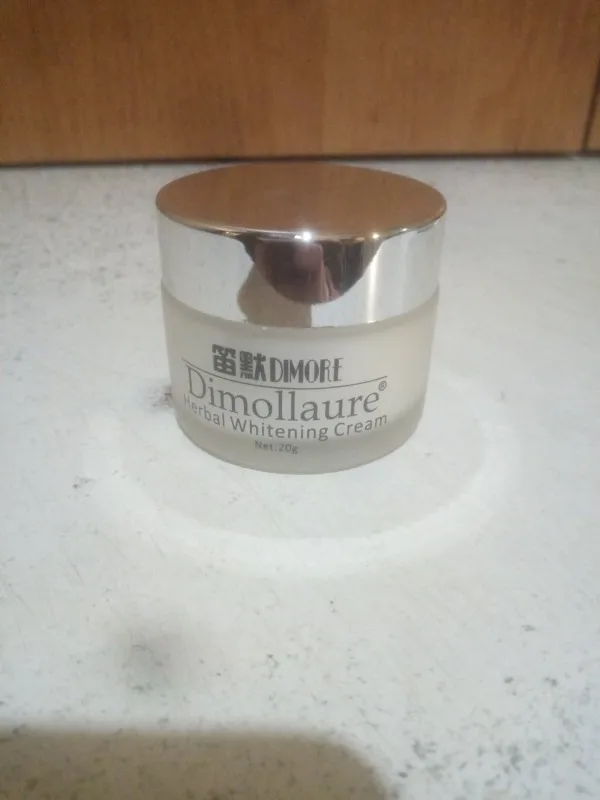 笛默DIMORE
Dimollaure®
Herbal Whitening Cream
Net:20g